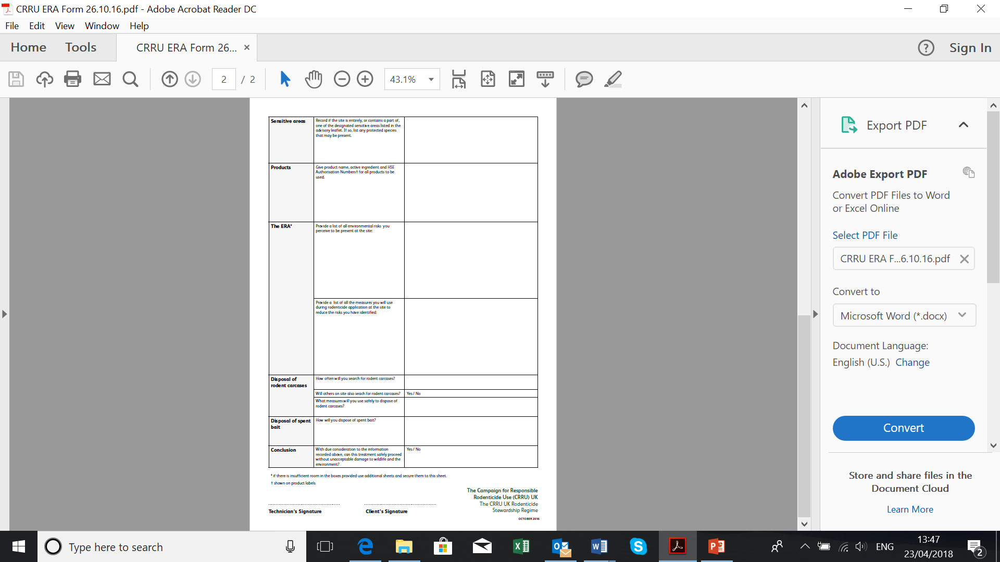 CRRU ERA Form 26.10.16.pdf - Adobe Acrobat Reader DC
File Edit View Window Help
Home Tools CRRU ERA Form 26... ×
? Sign In
2 / 2 43.1%
Sensitive areas
Record if the site is entirely, or contains a part of,
one of the designated sensitive areas listed in the
advisory leaflet. If so, list any protected species
that may be present.
Products
Give product name, active ingredient and HSE
Authorisation Numbers† for all products to be
used.
The ERA*
Provide a list of all environmental risks you
perceive to be present at the site:
Provide a list of all the measures you will use
during rodenticide application at the site to
reduce the risks you have identified:
Disposal of
rodent carcases
How often will you search for rodent carcases?
Will others on site also seach for rodent carcases? Yes / No
What measures will you use safely to dispose of
rodent carcases?
Disposal of spent
bait
How will you dispose of spent bait?
Conclusion
With due consideration to the information
recorded above, can this treatment safely proceed
without unacceptable damage to wildlife and the
environment?
Yes / No
* if there is insufficient room in the boxes provided use additional sheets and secure them to this sheet.
† shown on product labels
Technician's Signature
Client's Signature
The Campaign for Responsible
Rodenticide Use (CRRU) UK
The CRRU UK Rodenticide
Stewardship Regime
OCTOBER 2016
Export PDF
Adobe Export PDF
Convert PDF Files to Word
or Excel Online
Select PDF File
CRRU ERA F...6.10.16.pdf
Convert to
Microsoft Word (*.docx)
Document Language:
English (U.S.) Change
Convert
Store and share files in the
Document Cloud
Learn More
Type here to search
ENG
13:47
23/04/2018
2